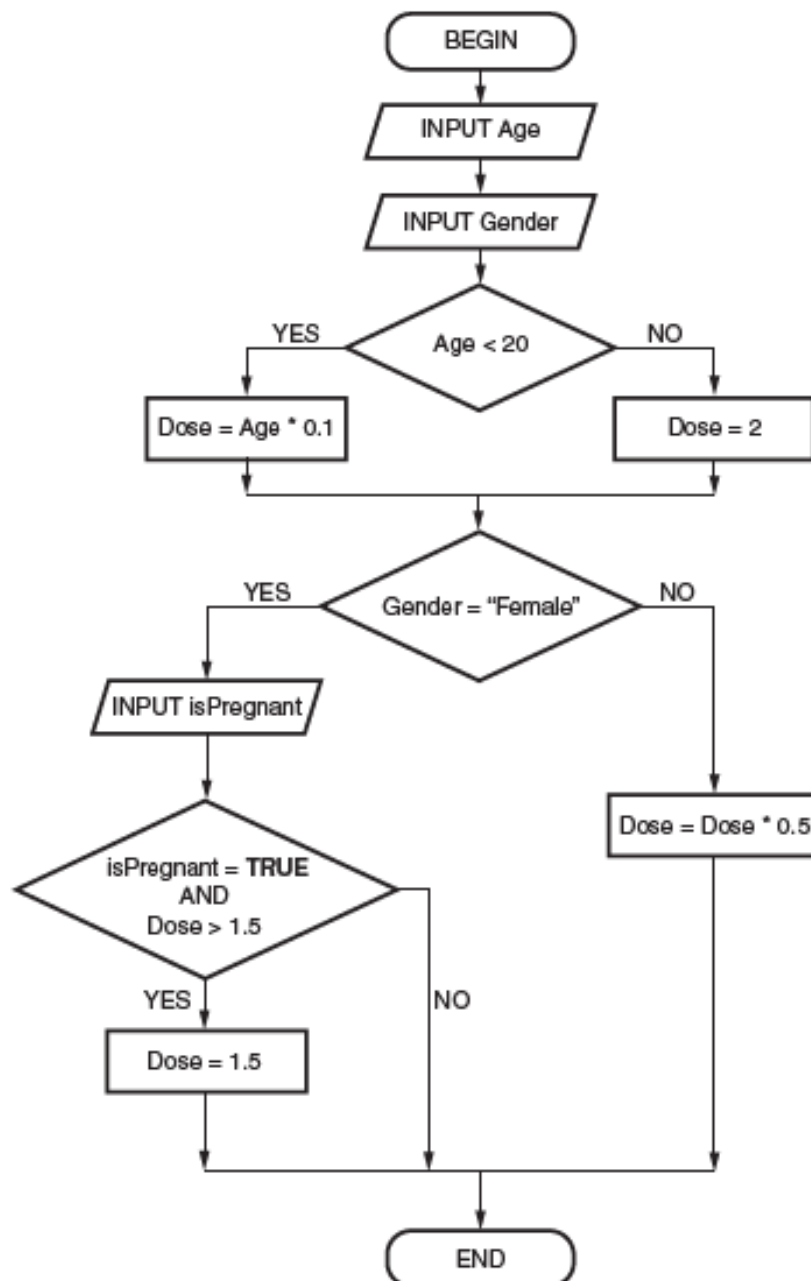 BEGIN
INPUT Age
INPUT Gender
YES
Age < 20
NO
Dose = Age * 0.1
Dose = 2
YES
Gender = “Female”
NO
INPUT isPregnant
isPregnant = TRUE
AND
Dose > 1.5
Dose = Dose * 0.5
YES
NO
Dose = 1.5
END